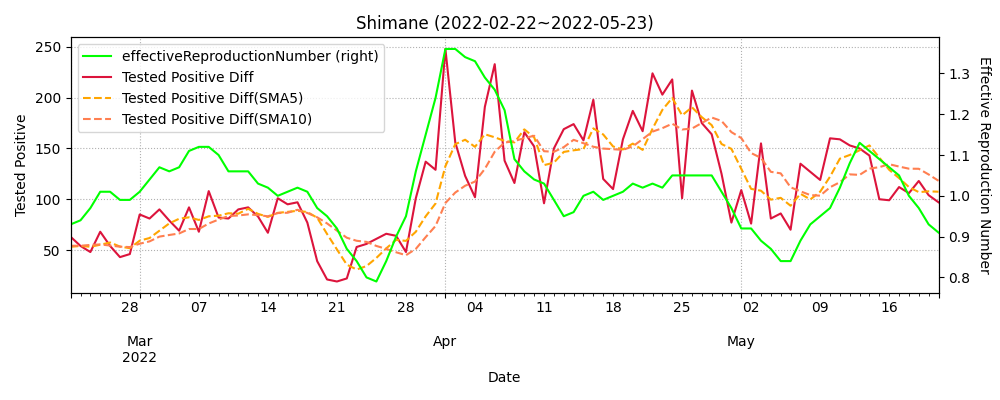 Shimane (2022-02-22~2022-05-23)
effectiveReproductionNumber (right)
Tested Positive Diff
Tested Positive Diff(SMA5)
Tested Positive Diff(SMA10)
Tested Positive
250
200
150
100
50
1.3
1.2
1.1
1.0
0.9
0.8
Effective Reproduction Number
28 07 14 21 28 04 11 18 25 02 09 16
Mar Apr May
2022
Date